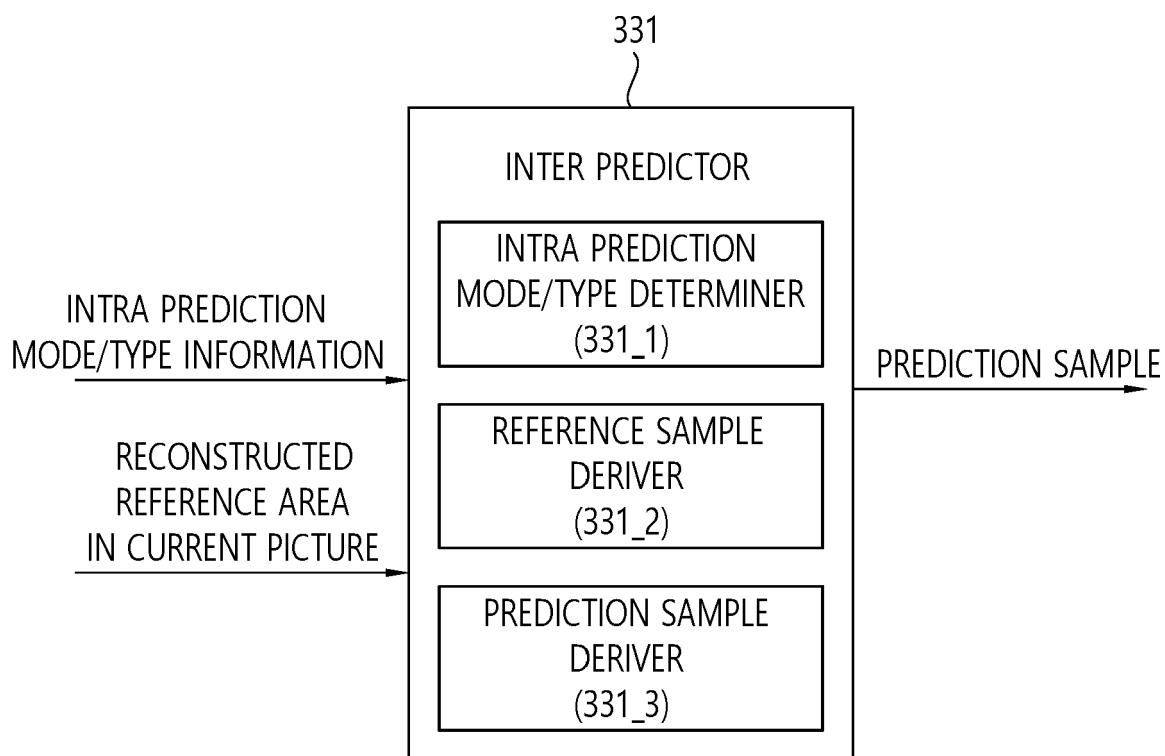 331
INTER PREDICTOR
INTRA PREDICTION
MODE/TYPE DETERMINER
(331_1)
INTRA PREDICTION
MODE/TYPE INFORMATION
PREDICTION SAMPLE
REFERENCE SAMPLE
DERIVER
(331_2)
RECONSTRUCTED
REFERENCE AREA
IN CURRENT PICTURE
PREDICTION SAMPLE
DERIVER
(331_3)